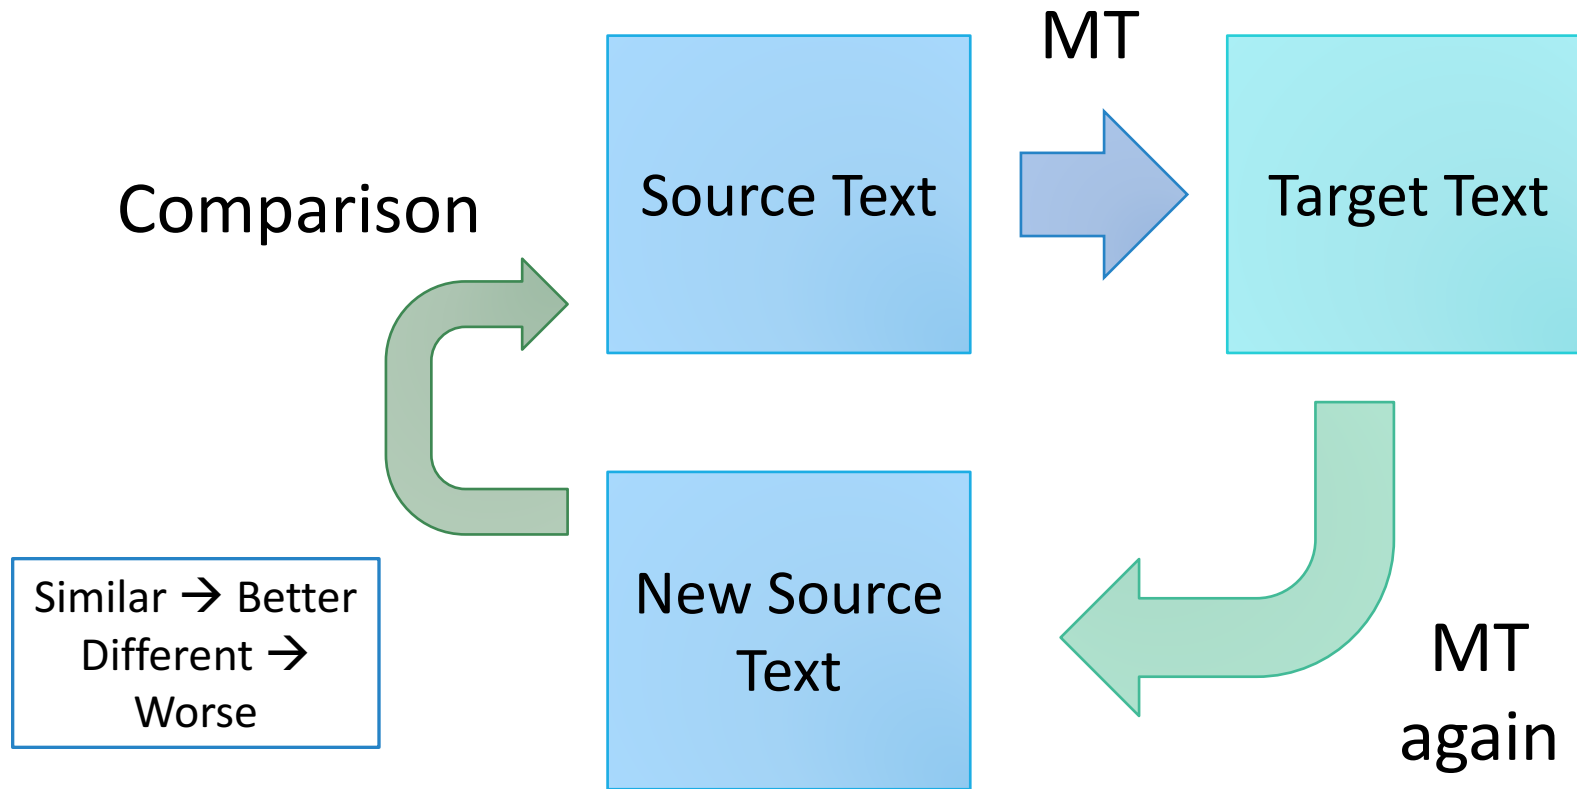 MT
Source Text
Target Text
Comparison
New Source
Text
MT
again
Similar → Better
Different →
Worse